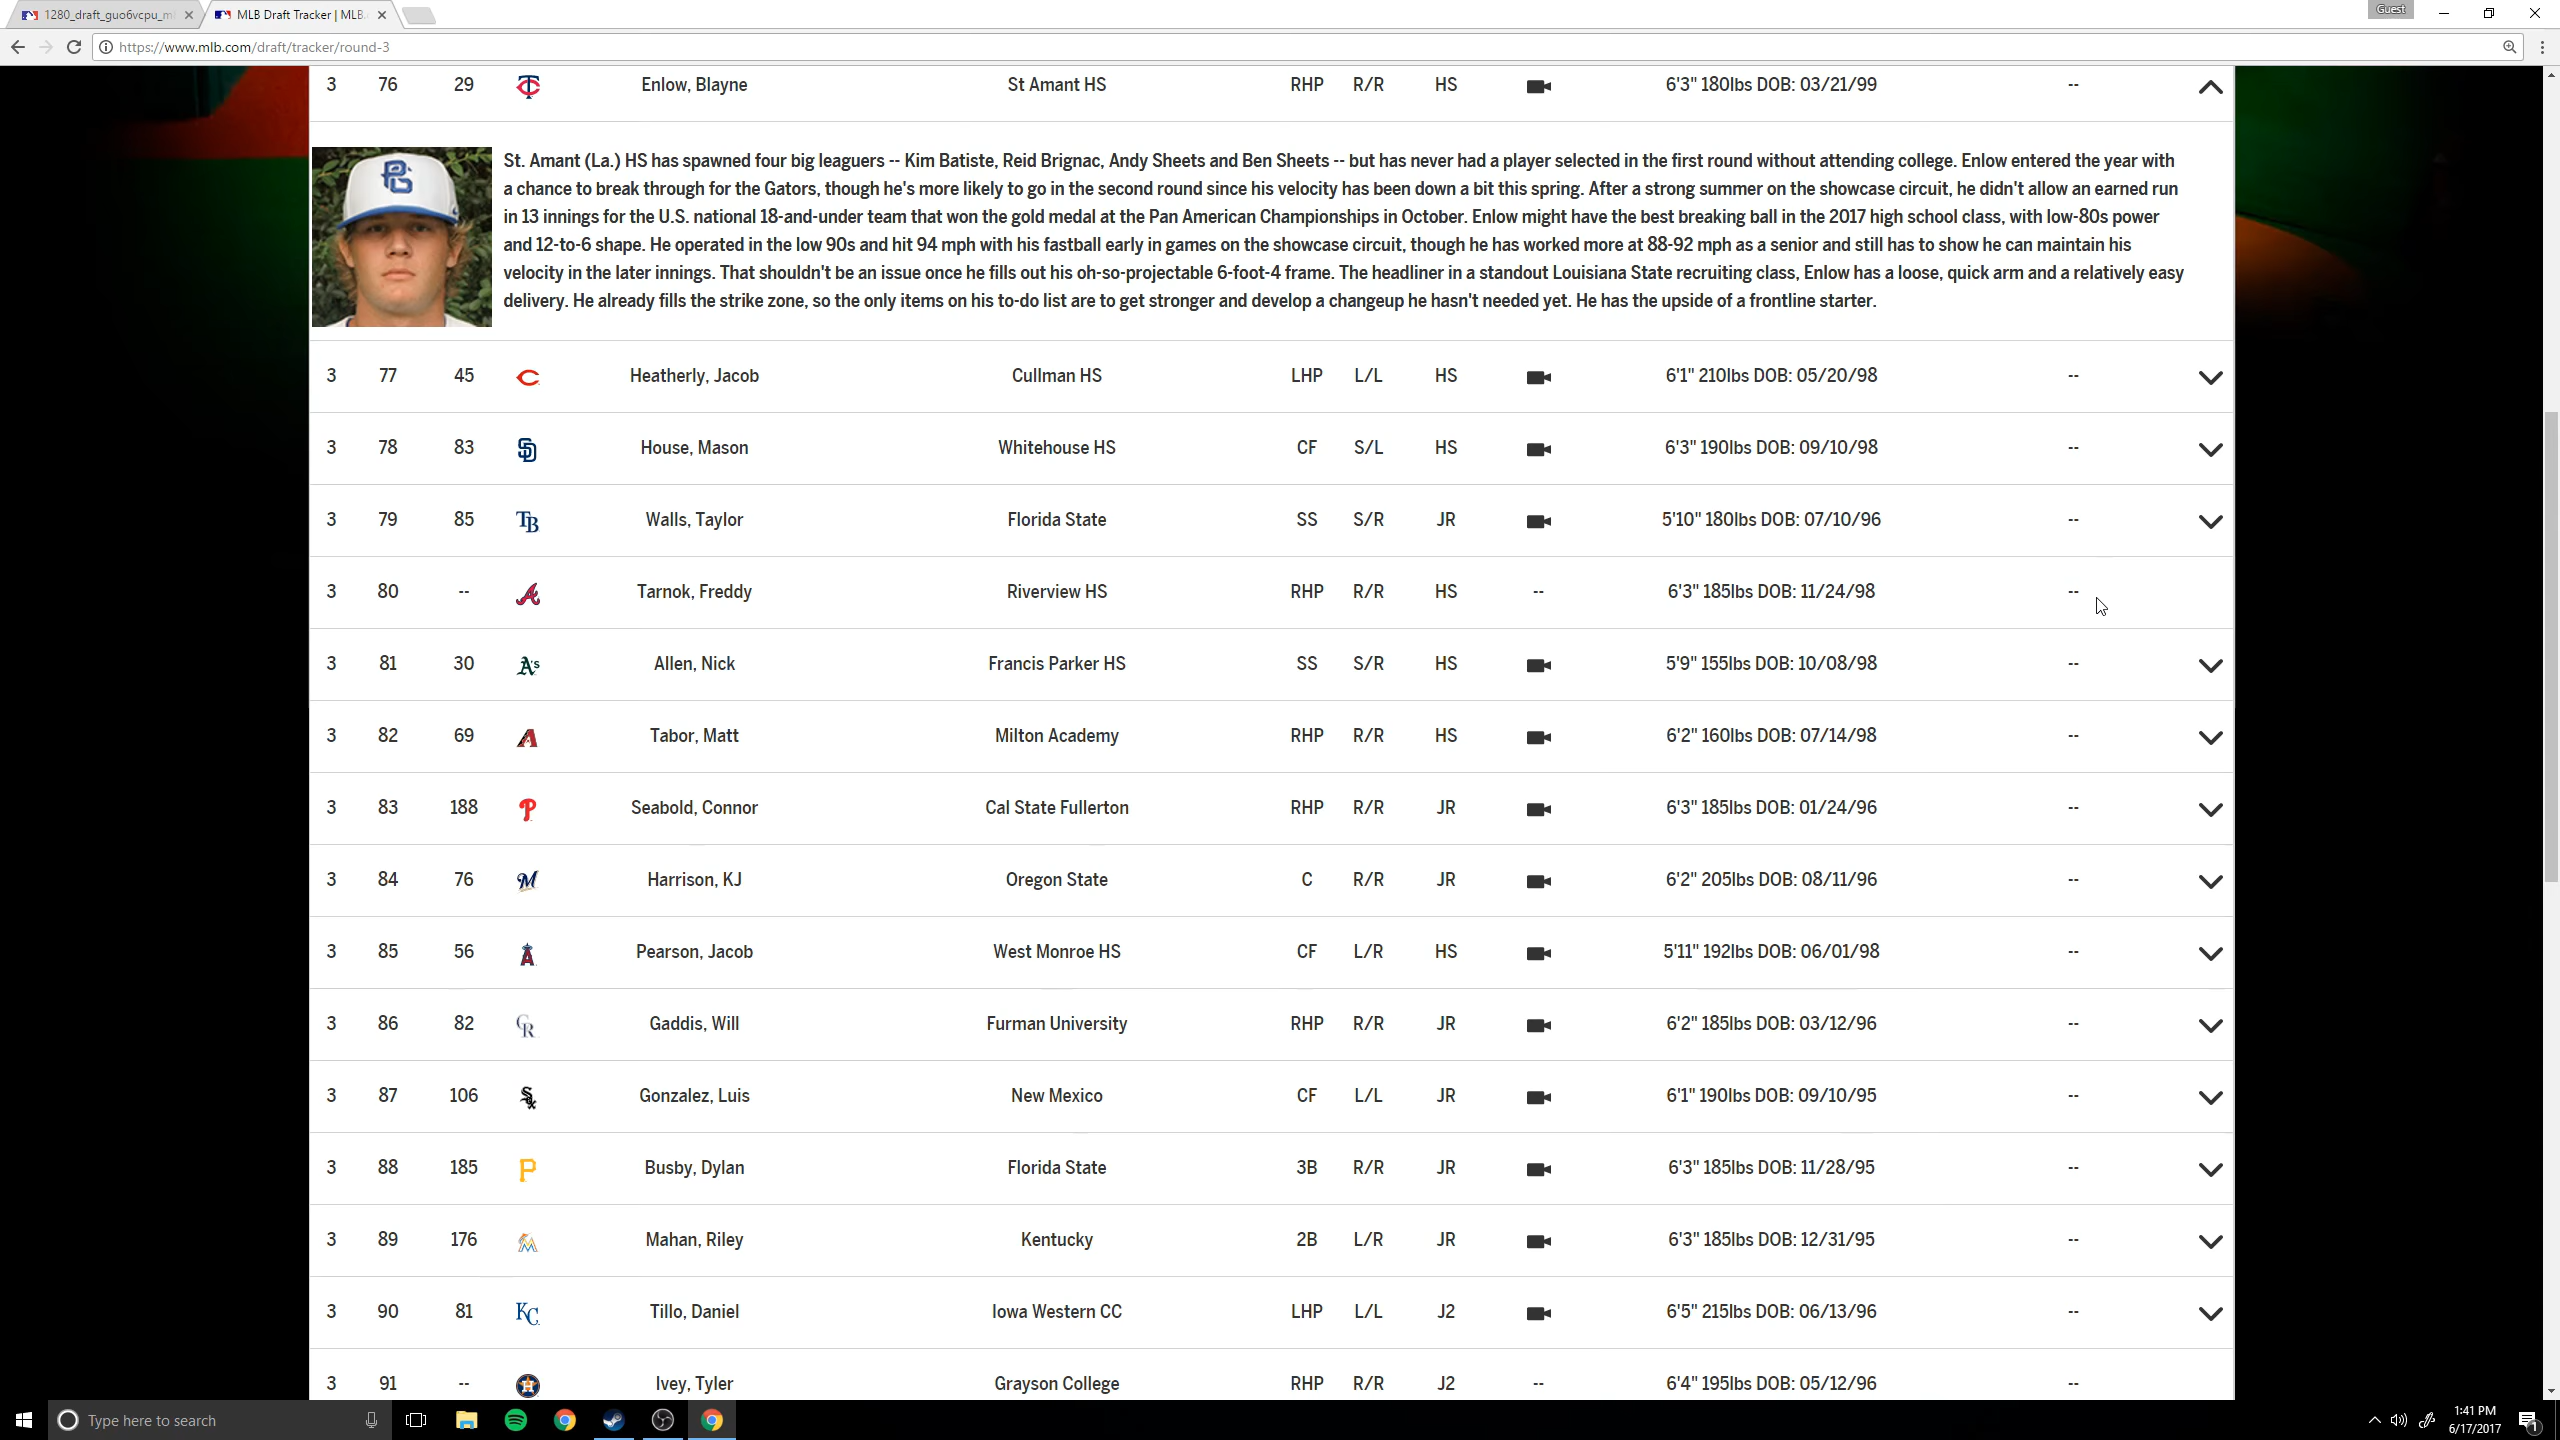 1280_draft_guo6vcpu_m
MLB Draft Tracker | MLB.
Guest
https://www.mlb.com/draft/tracker/round-3
3 76 29 Enlow, Blayne St Amant HS RHP R/R HS 6'3" 180lbs DOB: 03/21/99 --
St. Amant (La.) HS has spawned four big leaguers -- Kim Batiste, Reid Brignac, Andy Sheets and Ben Sheets -- but has never had a player selected in the first round without attending college. Enlow entered the year with
a chance to break through for the Gators, though he's more likely to go in the second round since his velocity has been down a bit this spring. After a strong summer on the showcase circuit, he didn't allow an earned run
in 13 innings for the U.S. national 18-and-under team that won the gold medal at the Pan American Championships in October. Enlow might have the best breaking ball in the 2017 high school class, with low-80s power
and 12-to-6 shape. He operated in the low 90s and hit 94 mph with his fastball early in games on the showcase circuit, though he has worked more at 88-92 mph as a senior and still has to show he can maintain his
velocity in the later innings. That shouldn't be an issue once he fills out his oh-so-projectable 6-foot-4 frame. The headliner in a standout Louisiana State recruiting class, Enlow has a loose, quick arm and a relatively easy
delivery. He already fills the strike zone, so the only items on his to-do list are to get stronger and develop a changeup he hasn't needed yet. He has the upside of a frontline starter.
3 77 45 C Heatherly, Jacob Cullman HS LHP L/L HS 6'1" 210lbs DOB: 05/20/98 --
3 78 83 SD House, Mason Whitehouse HS CF S/L HS 6'3" 190lbs DOB: 09/10/98 --
3 79 85 TB Walls, Taylor Florida State SS S/R JR 5'10" 180lbs DOB: 07/10/96 --
3 80 -- A Tarnok, Freddy Riverview HS RHP R/R HS -- 6'3" 185lbs DOB: 11/24/98 --
3 81 30 A's Allen, Nick Francis Parker HS SS S/R HS 5'9" 155lbs DOB: 10/08/98 --
3 82 69 A Tabor, Matt Milton Academy RHP R/R HS 6'2" 160lbs DOB: 07/14/98 --
3 83 188 P Seabold, Connor Cal State Fullerton RHP R/R JR 6'3" 185lbs DOB: 01/24/96 --
3 84 76 M Harrison, KJ Oregon State C R/R JR 6'2" 205lbs DOB: 08/11/96 --
3 85 56 A Pearson, Jacob West Monroe HS CF L/R HS 5'11" 192lbs DOB: 06/01/98 --
3 86 82 CR Gaddis, Will Furman University RHP R/R JR 6'2" 185lbs DOB: 03/12/96 --
3 87 106 Sox Gonzalez, Luis New Mexico CF L/L JR 6'1" 190lbs DOB: 09/10/95 --
3 88 185 P Busby, Dylan Florida State 3B R/R JR 6'3" 185lbs DOB: 11/28/95 --
3 89 176 M Mahan, Riley Kentucky 2B L/R JR 6'3" 185lbs DOB: 12/31/95 --
3 90 81 KC Tillo, Daniel Iowa Western CC LHP L/L J2 6'5" 215lbs DOB: 06/13/96 --
3 91 -- H Ivey, Tyler Grayson College RHP R/R J2 -- 6'4" 195lbs DOB: 05/12/96 --
Type here to search
1:41 PM
6/17/2017
1